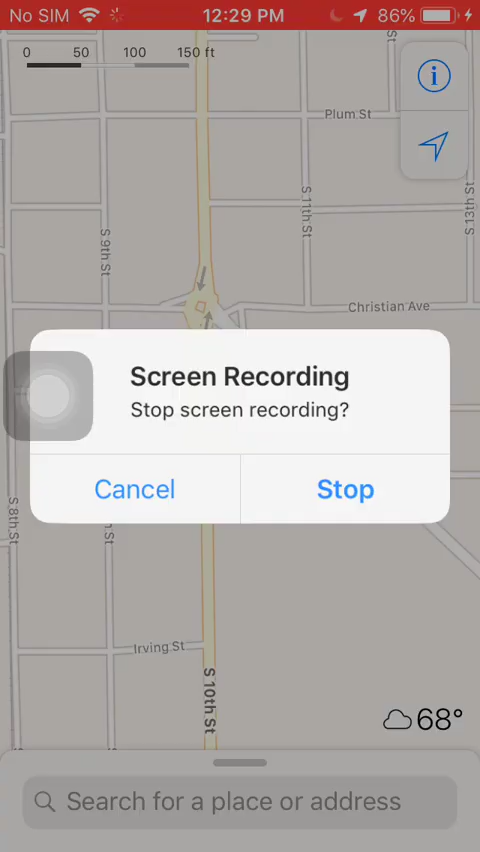 No SIM 12:29 PM 86%
0 50 100 150 ft
Plum St
S 9th St
S 11th St
S 13th St
Christian Ave
Screen Recording
Stop screen recording?
Cancel Stop
S 8th St
Irving St
S 10th St
68°
Search for a place or address